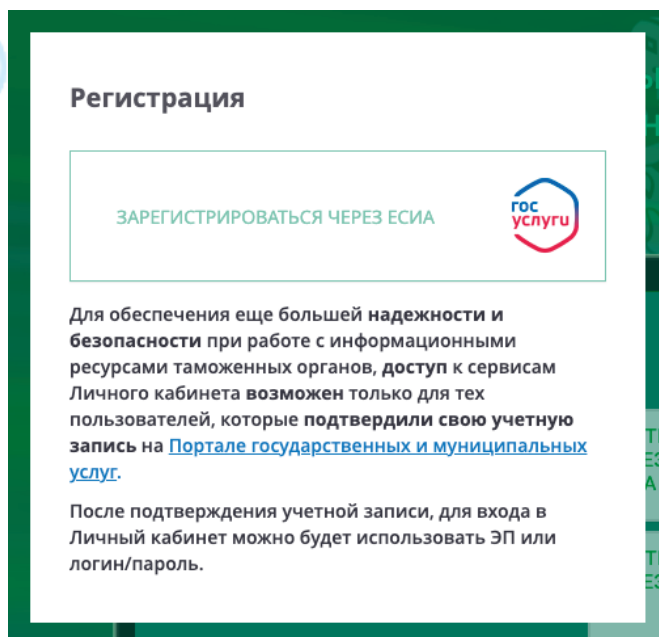 Регистрация
ЗАРЕГИСТРИРОВАТЬСЯ ЧЕРЕЗ ЕСИА
гос
услуги
Для обеспечения еще большей надежности и
безопасности при работе с информационными
ресурсами таможенных органов, доступ к сервисам
Личного кабинета возможен только для тех
пользователей, которые подтвердили свою учетную
запись на Портале государственных и муниципальных
услуг.
После подтверждения учетной записи, для входа в
Личный кабинет можно будет использовать ЭП или
логин/пароль.